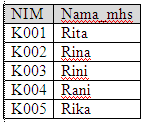 NIM Nama_mhs
K001 Rita
K002 Rina
K003 Rini
K004 Rani
K005 Rika